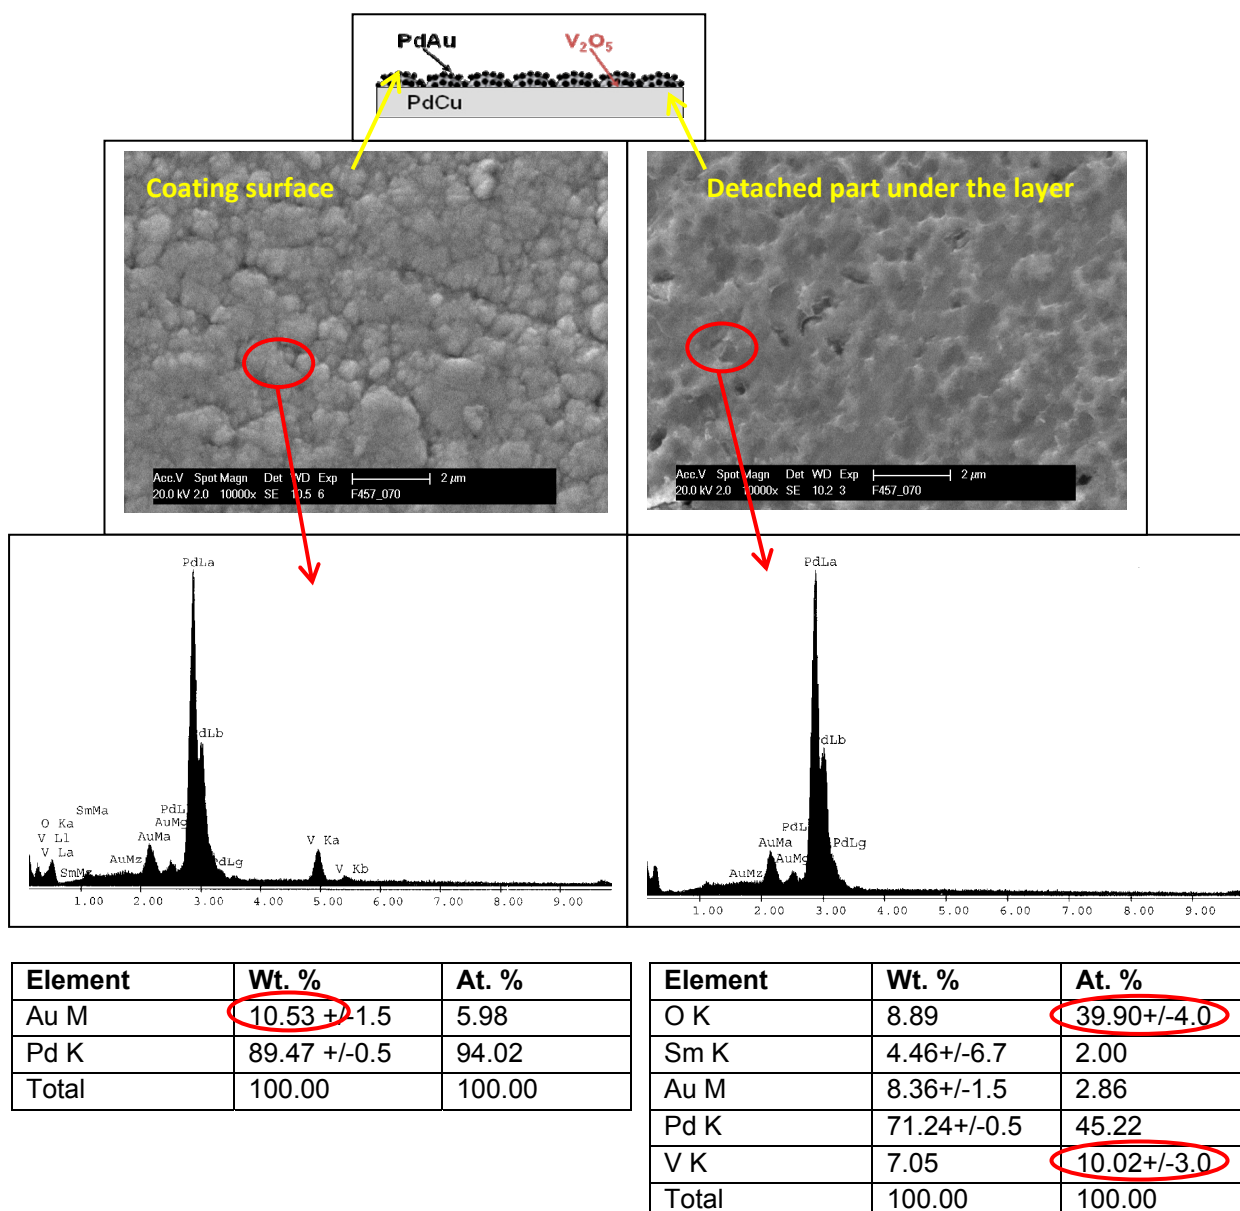 PdAu
V₂O₅
PdCu
Coating surface
Detached part under the layer
Acc.V Spot Magn Det WD Exp 2 µm
20.0 kV 2.0 10000x SE 10.5 6 F457_070
Acc.V Spot Magn Det WD Exp 2 µm
20.0 kV 2.0 10000x SE 10.2 3 F457_070
PdLa
PdLb
SmMa
PdL
O Ka
AuMg
V Ll
AuMa
V Ka
V La
AuMz
PdLg
V Kb
SmMz
1.00 2.00 3.00 4.00 5.00 6.00 7.00 8.00 9.00
PdLa
PdLb
PdL
AuMa
PdLg
AuMg
AuMz
1.00 2.00 3.00 4.00 5.00 6.00 7.00 8.00 9.00
Element Wt. % At. %
Au M 10.53 +/-1.5 5.98
Pd K 89.47 +/-0.5 94.02
Total 100.00 100.00
Element Wt. % At. %
O K 8.89 39.90+/-4.0
Sm K 4.46+/-6.7 2.00
Au M 8.36+/-1.5 2.86
Pd K 71.24+/-0.5 45.22
V K 7.05 10.02+/-3.0
Total 100.00 100.00